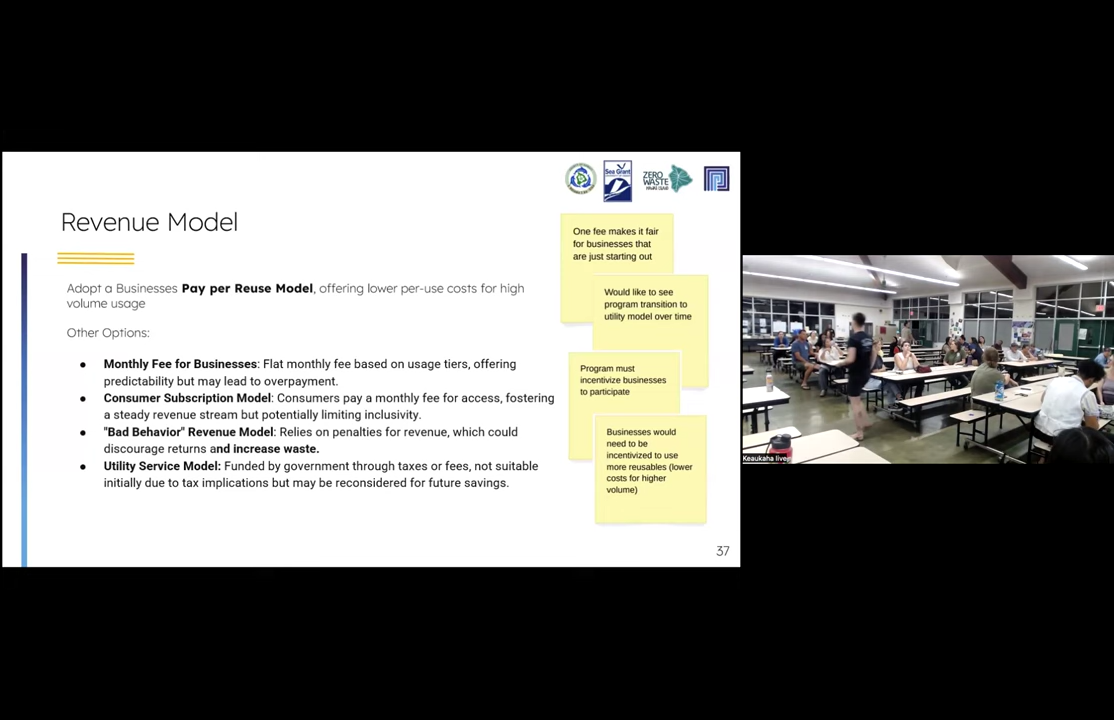 Sea Grant
ZERO
WASTE
HAWAIʻI ISLAND
Revenue Model
Adopt a Businesses Pay per Reuse Model, offering lower per-use costs for high
volume usage
Other Options:
● Monthly Fee for Businesses: Flat monthly fee based on usage tiers, offering
predictability but may lead to overpayment.
● Consumer Subscription Model: Consumers pay a monthly fee for access, fostering
a steady revenue stream but potentially limiting inclusivity.
● "Bad Behavior" Revenue Model: Relies on penalties for revenue, which could
discourage returns and increase waste.
● Utility Service Model: Funded by government through taxes or fees, not suitable
initially due to tax implications but may be reconsidered for future savings.
One fee makes it fair
for businesses that
are just starting out
Would like to see
program transition to
utility model over time
Program must
incentivize businesses
to participate
Businesses would
need to be
incentivized to use
more reusables (lower
costs for higher
volume)
37
Keaukaha live